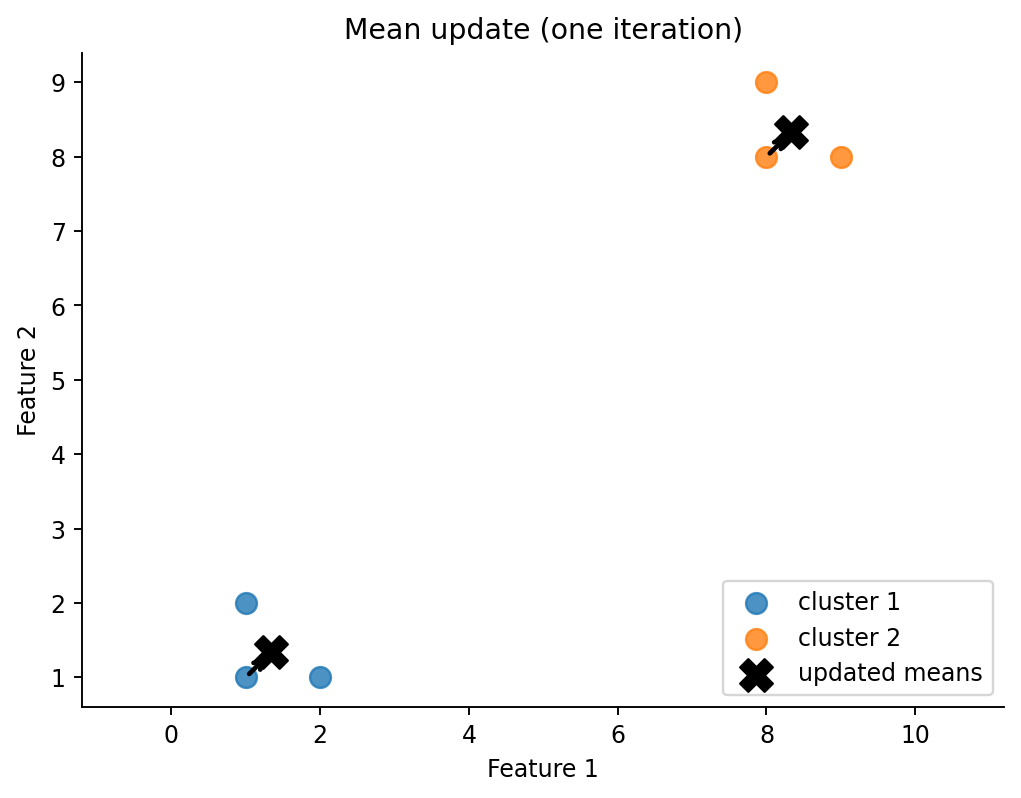 Mean update (one iteration)
9
8
7
6
5
4
3
2
1
Feature 2
cluster 1
cluster 2
updated means
0 2 4 6 8 10
Feature 1